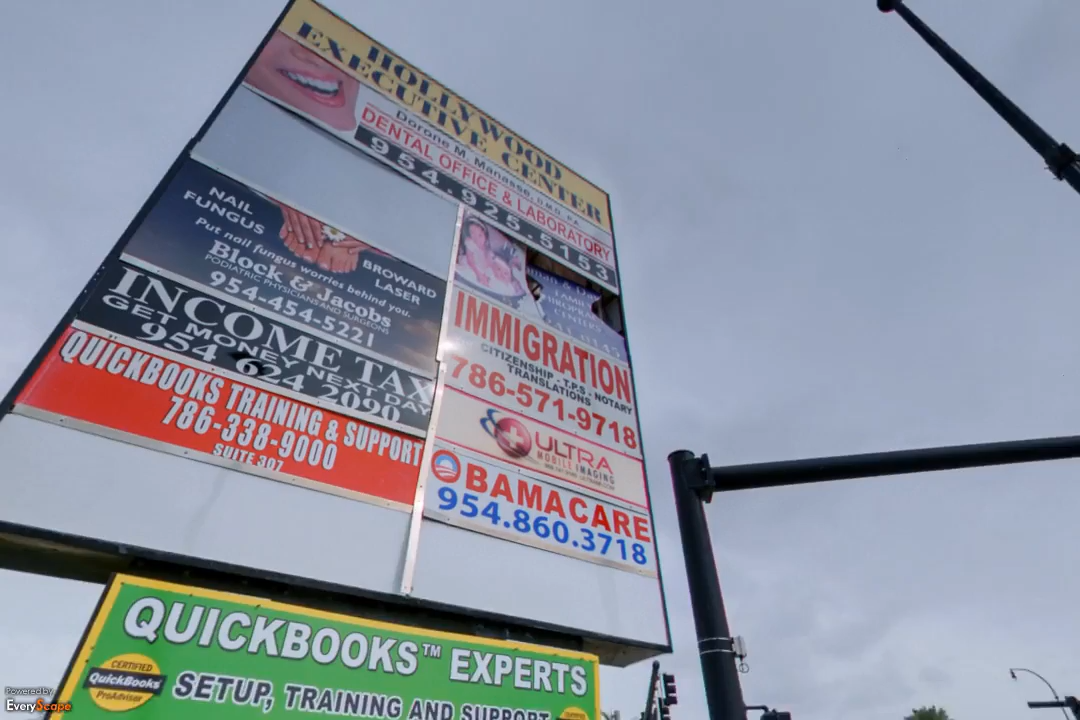 HOLLYWOOD
EXECUTIVE CENTER
Dorone M. Manasse, D.M.D. P.A.
DENTAL OFFICE & LABORATORY
954-925-5153
NAIL
FUNGUS
Put nail fungus worries behind you.
BROWARD
LASER
Block & Jacobs
PODIATRIC PHYSICIANS AND SURGEONS
954-454-5221
INCOME TAX
GET MONEY NEXT DAY
954 624 2090
QUICKBOOKS TRAINING & SUPPORT
786-338-9000
SUITE 307
FAMILY
CHIROPRACTIC
CENTERS
IMMIGRATION
CITIZENSHIP - T.P.S - NOTARY
TRANSLATIONS
786-571-9718
ULTRA
MOBILE IMAGING
OBAMACARE
954.860.3718
QUICKBOOKS™ EXPERTS
CERTIFIED
QuickBooks
ProAdvisor
SETUP, TRAINING AND SUPPORT
Powered by
EveryScape